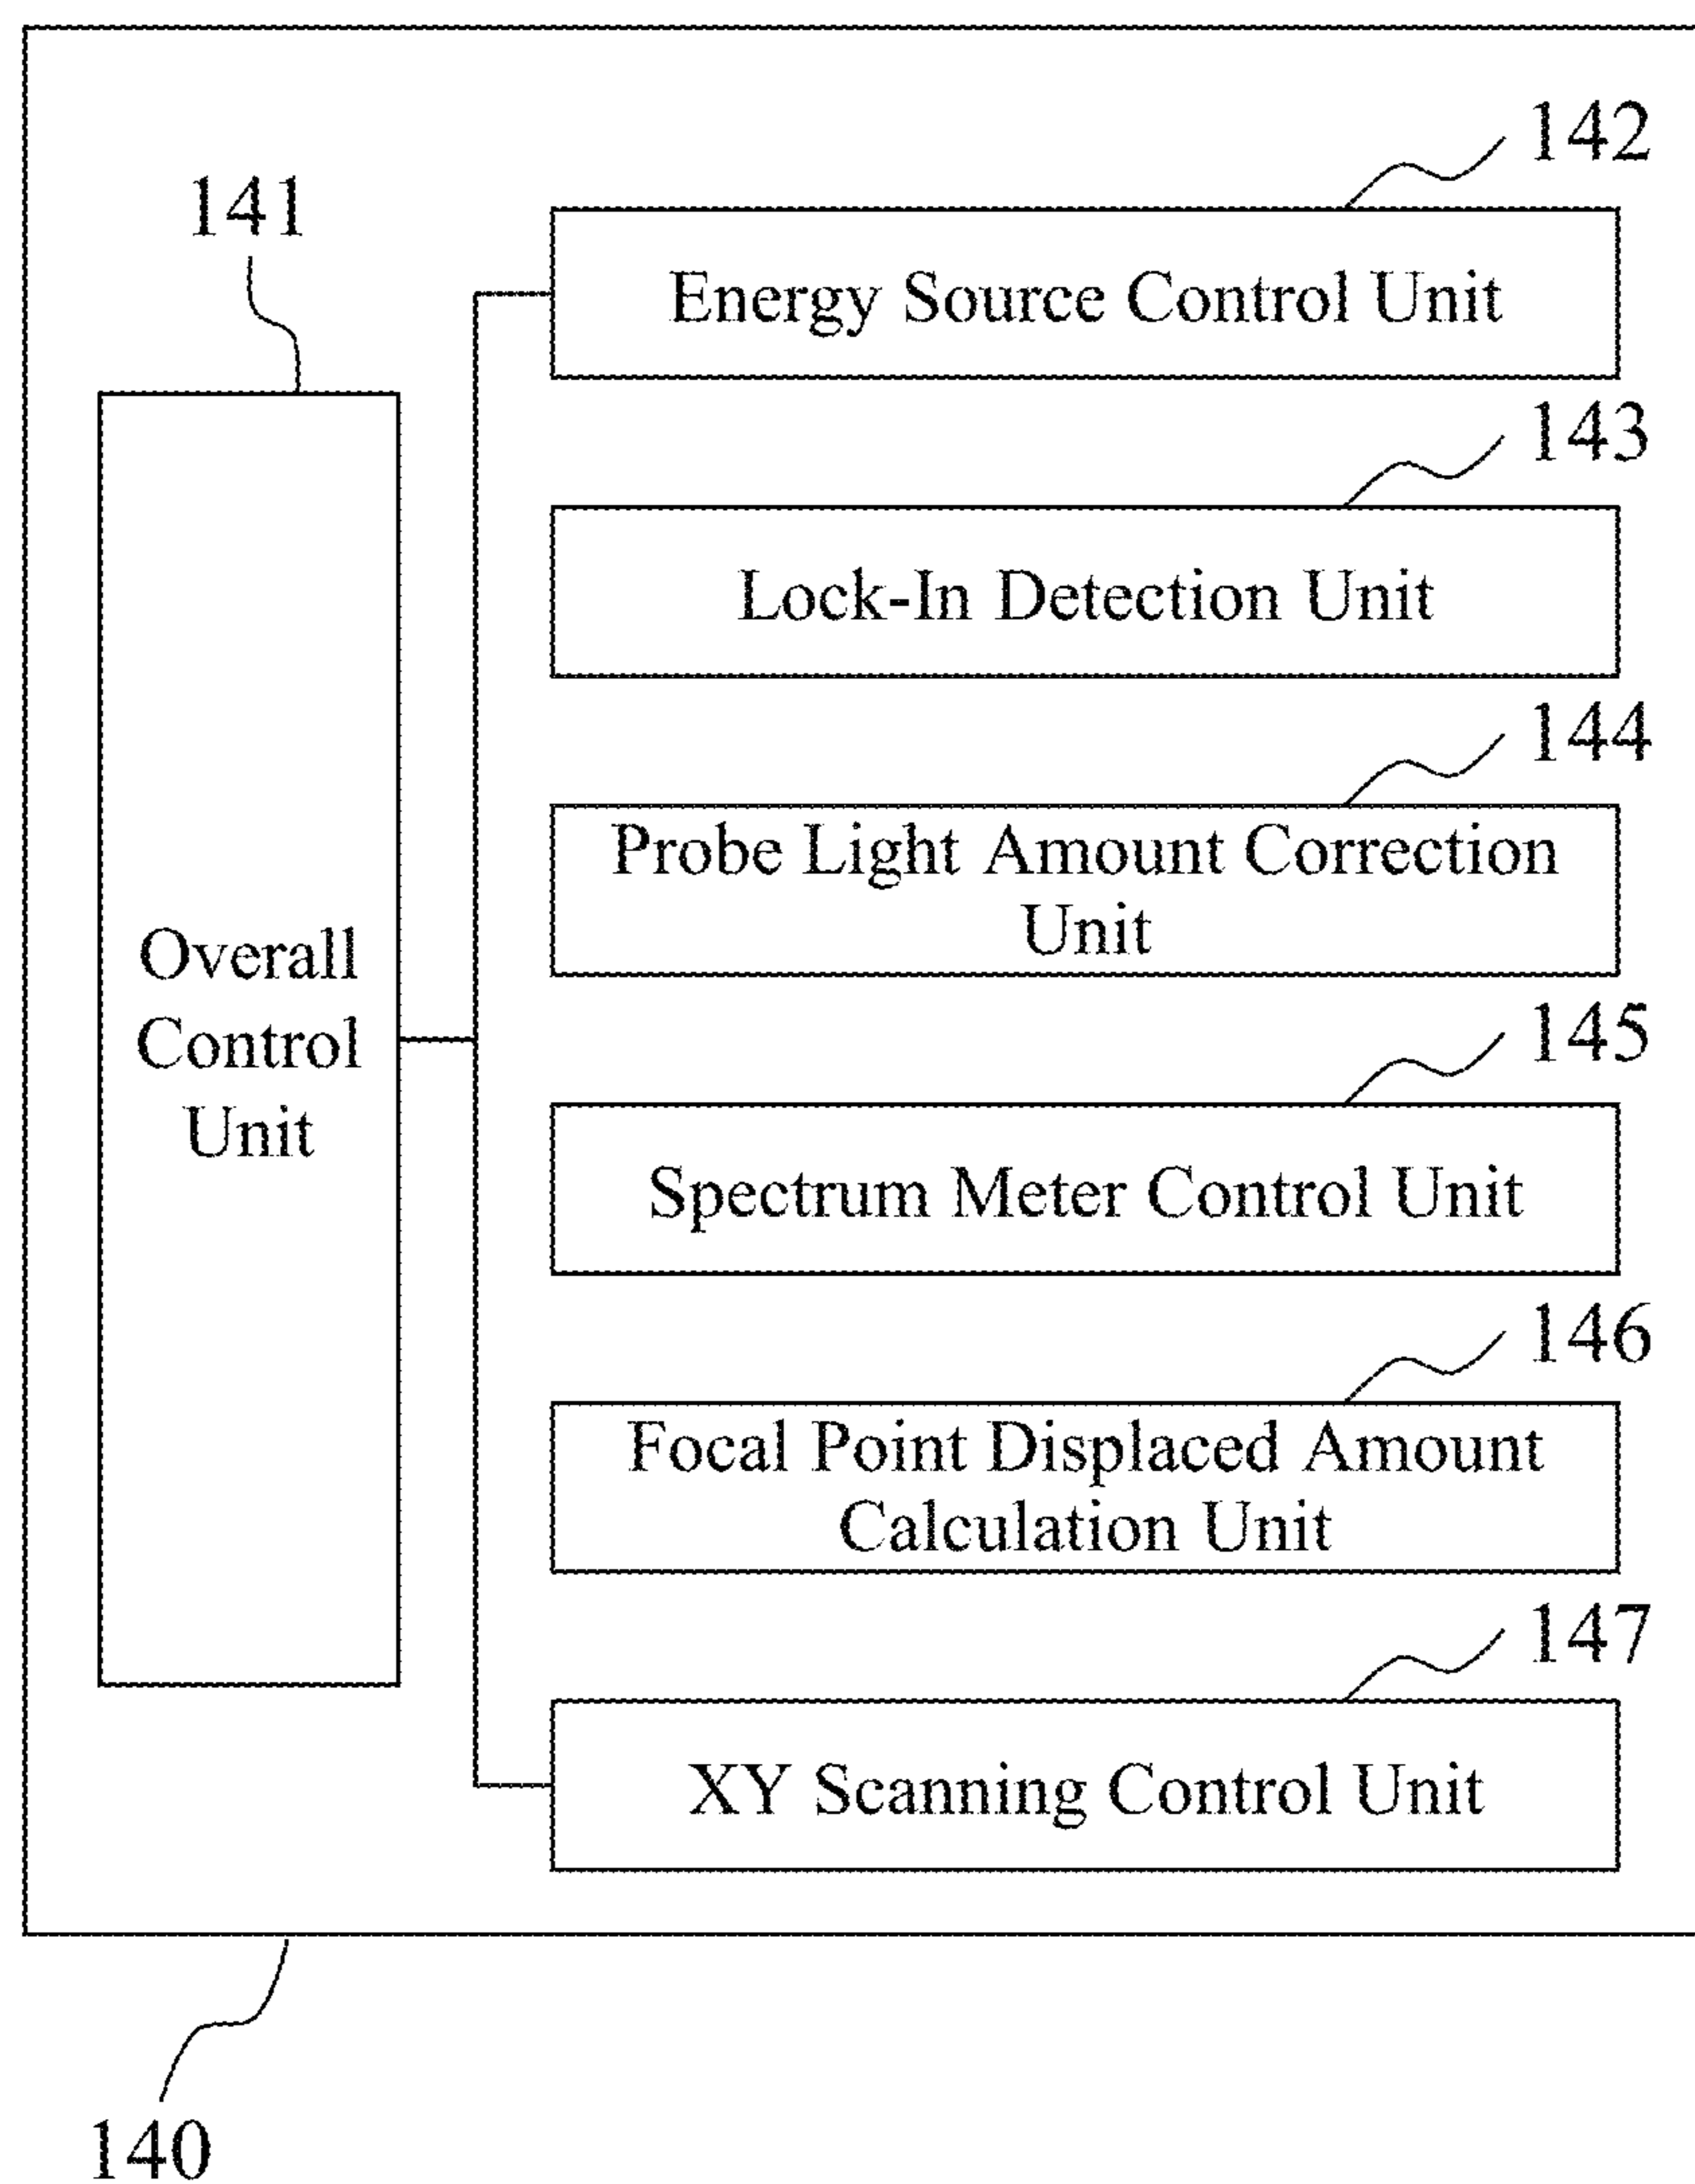 142
141
Energy Source Control Unit
143
Lock-In Detection Unit
144
Probe Light Amount Correction
Unit
Overall
Control
Unit
145
Spectrum Meter Control Unit
146
Focal Point Displaced Amount
Calculation Unit
147
XY Scanning Control Unit
140